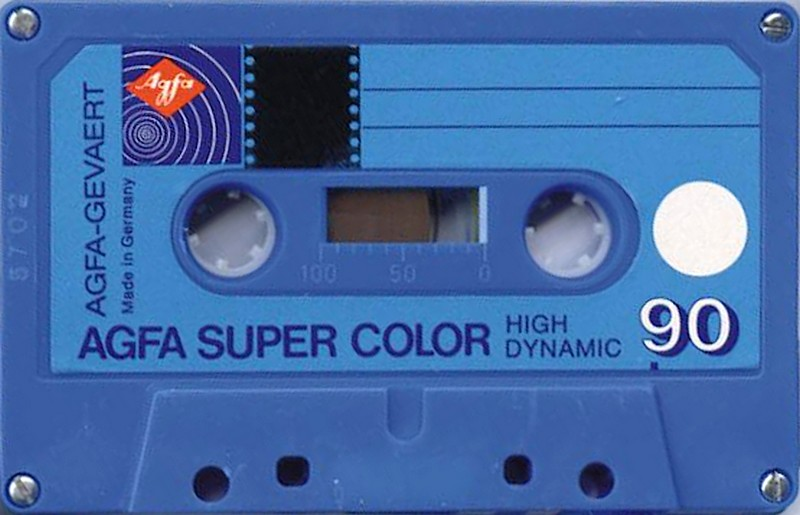 Agfa
AGFA-GEVAERT
Made in Germany
5702
100 50 0
AGFA SUPER COLOR
HIGH
DYNAMIC
90